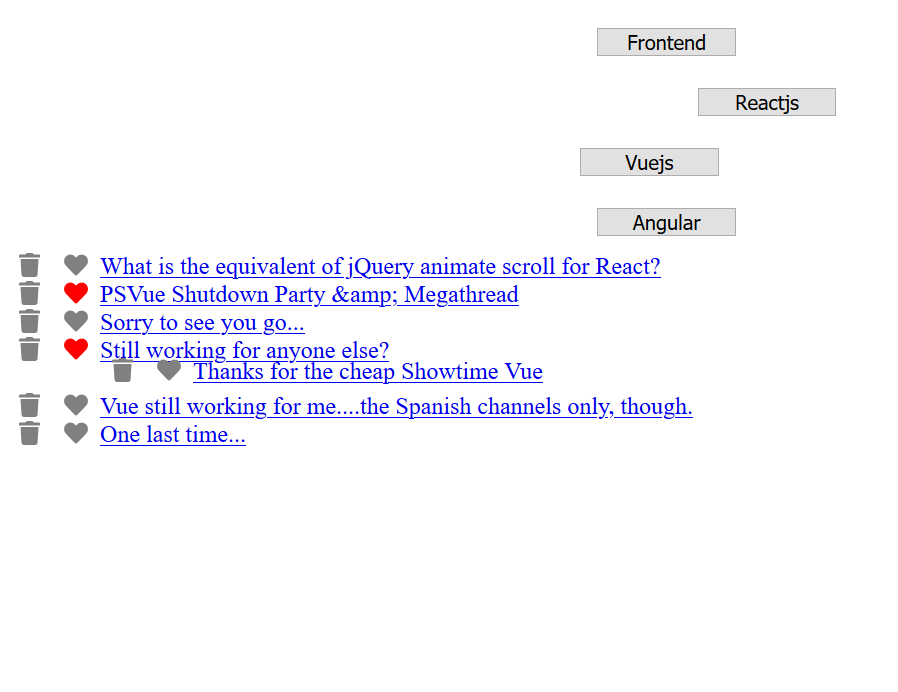 Frontend
Reactjs
Vuejs
Angular
What is the equivalent of jQuery animate scroll for React?
PSVue Shutdown Party &amp; Megathread
Sorry to see you go...
Still working for anyone else?
Thanks for the cheap Showtime Vue
Vue still working for me....the Spanish channels only, though.
One last time...